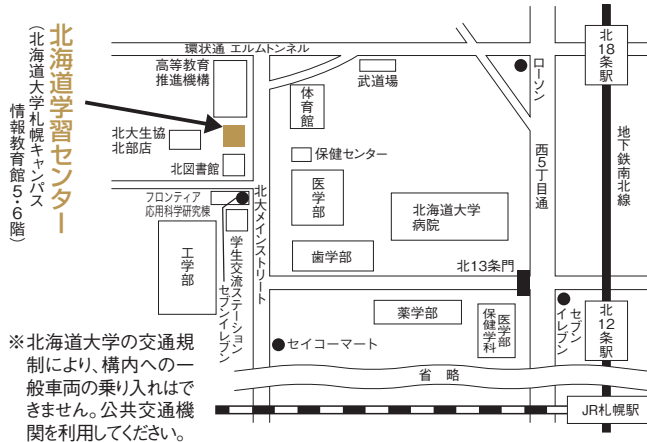 北海道学習センター
(北海道大学札幌キャンパス
情報教育館5・6階)
環状通 エルムトンネル
高等教育
推進機構
北大生協
北部店
北図書館
フロンティア
応用科学研究棟
工学部
学生交流ステーション
セブンイレブン
北大メインストリート
体育館
武道場
保健センター
医学部
歯学部
北海道大学
病院
ローソン
西5丁目通
北18条駅
地下鉄南北線
北13条門
薬学部
医学部
保健学科
セブン
イレブン
北12条駅
セイコーマート
省 略
JR札幌駅
※北海道大学の交通規
制により、構内への一
般車両の乗り入れはで
きません。公共交通機
関を利用してください。